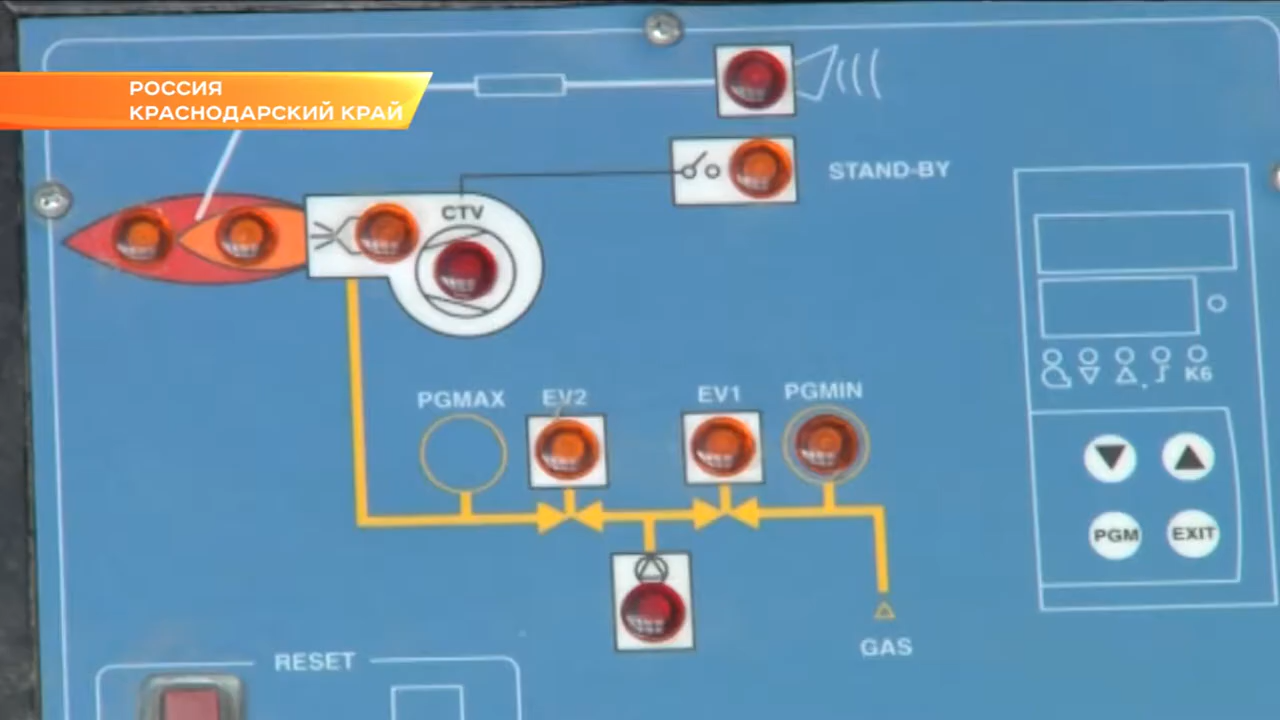 РОССИЯ
КРАСНОДАРСКИЙ КРАЙ
STAND-BY
CTV
PGMAX
EV2
EV1
PGMIN
K6
PGM
EXIT
GAS
RESET